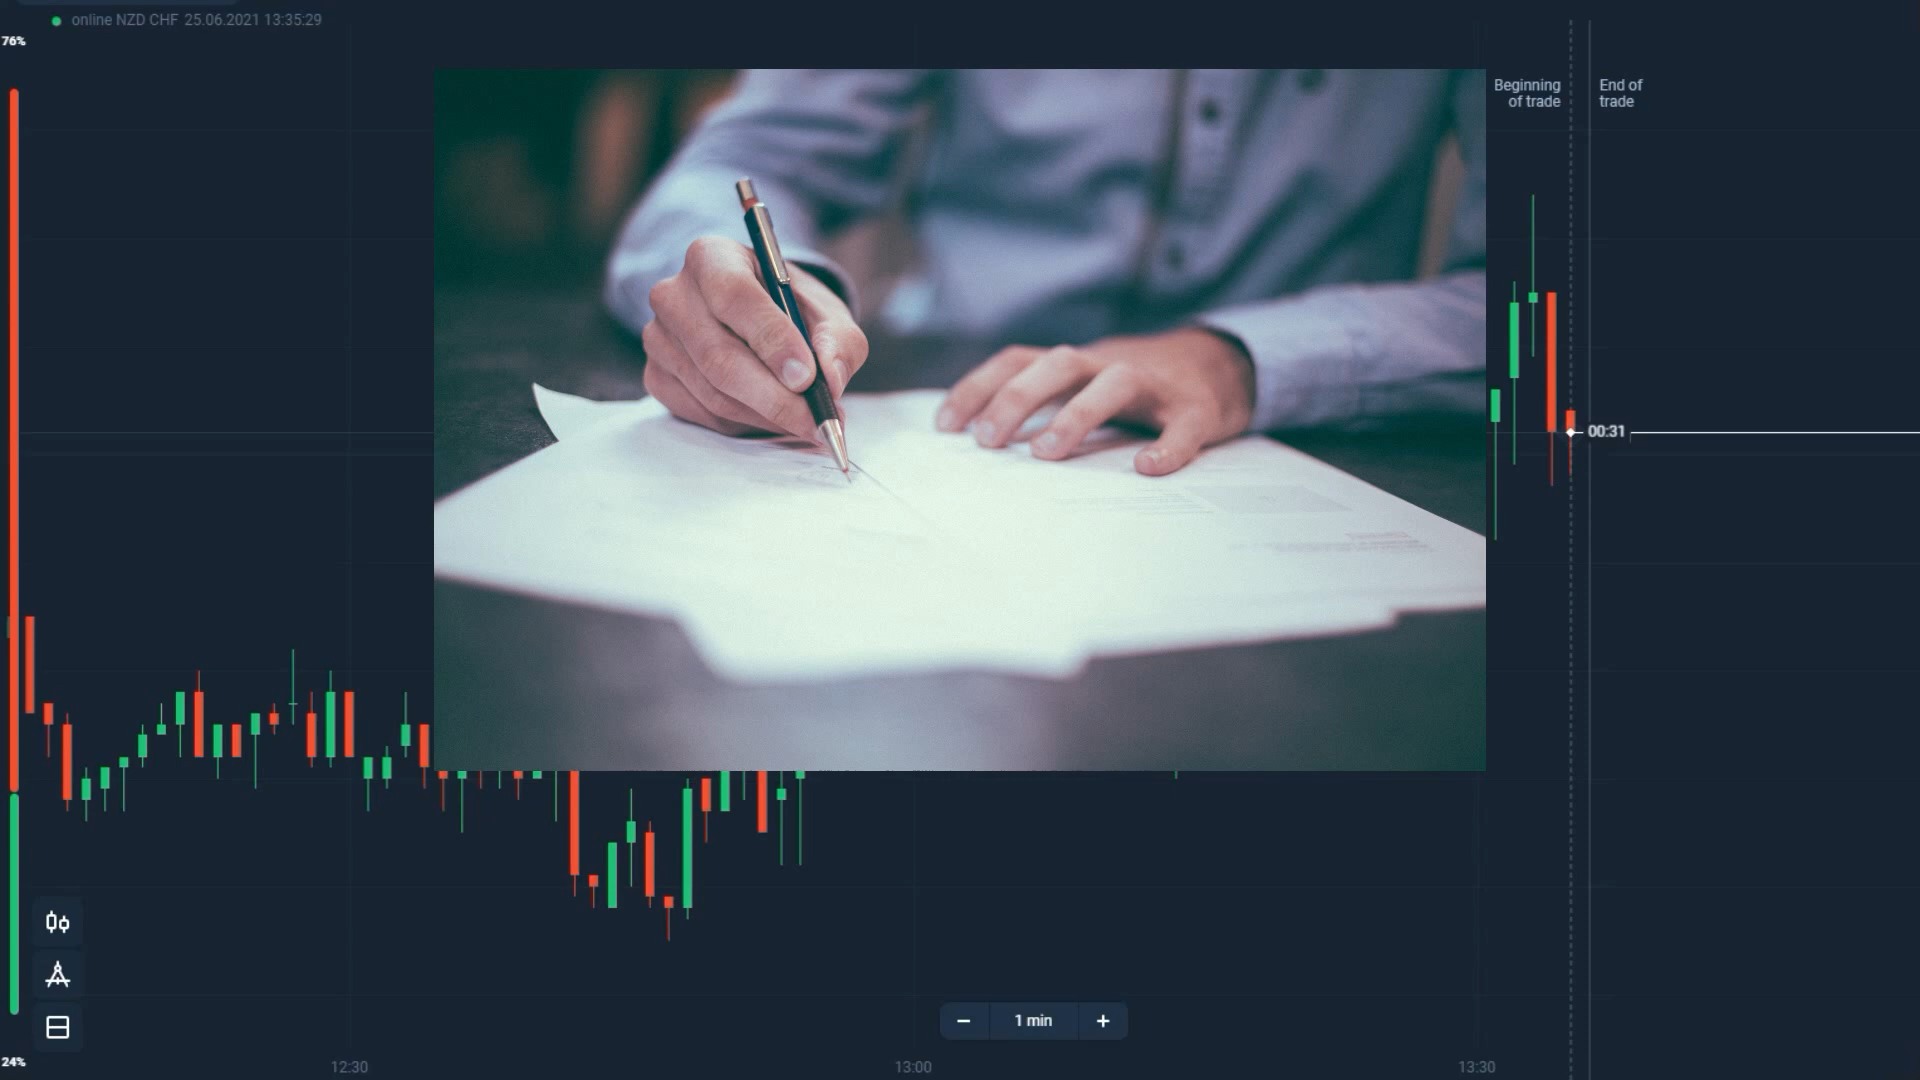 online NZD CHF 25.06.2021 13:35:29
76%
Beginning
of trade
End of
trade
00:31
1 min
24%
12:30
13:00
13:30